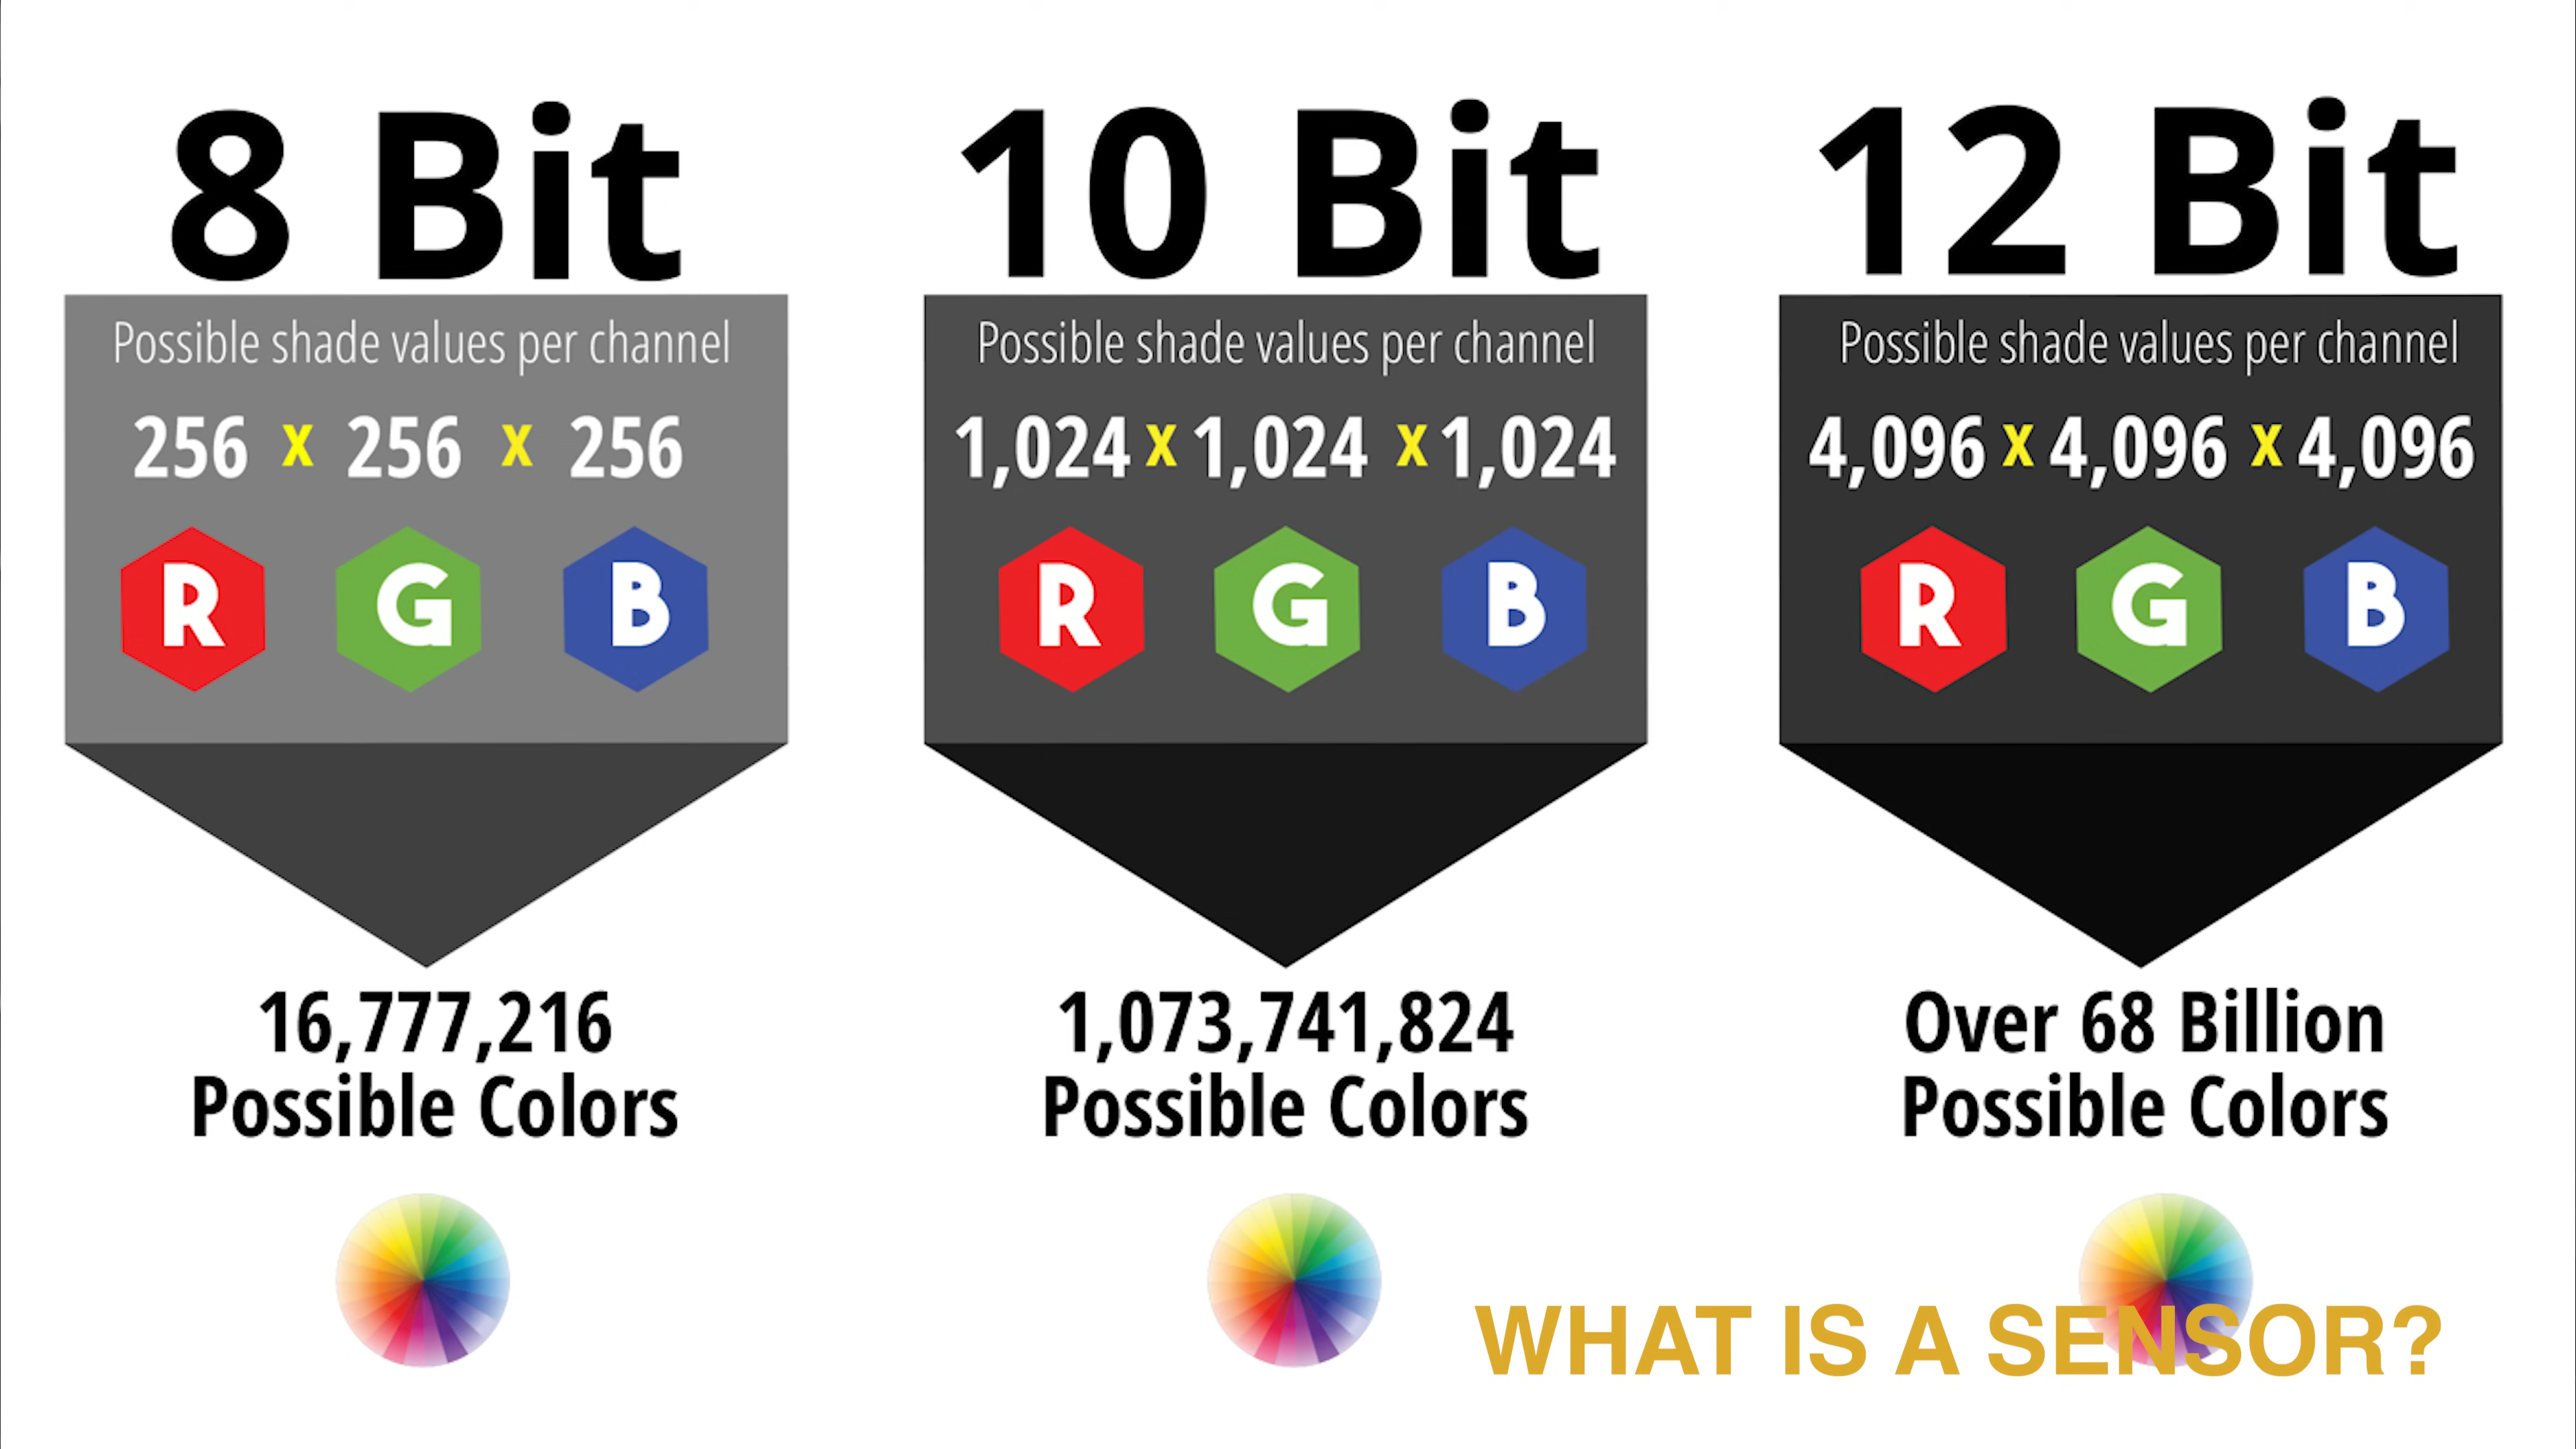 8 Bit
Possible shade values per channel
256 x 256 x 256
R G B
16,777,216
Possible Colors
10 Bit
Possible shade values per channel
1,024 x 1,024 x 1,024
R G B
1,073,741,824
Possible Colors
12 Bit
Possible shade values per channel
4,096 x 4,096 x 4,096
R G B
Over 68 Billion
Possible Colors
WHAT IS A SENSOR?